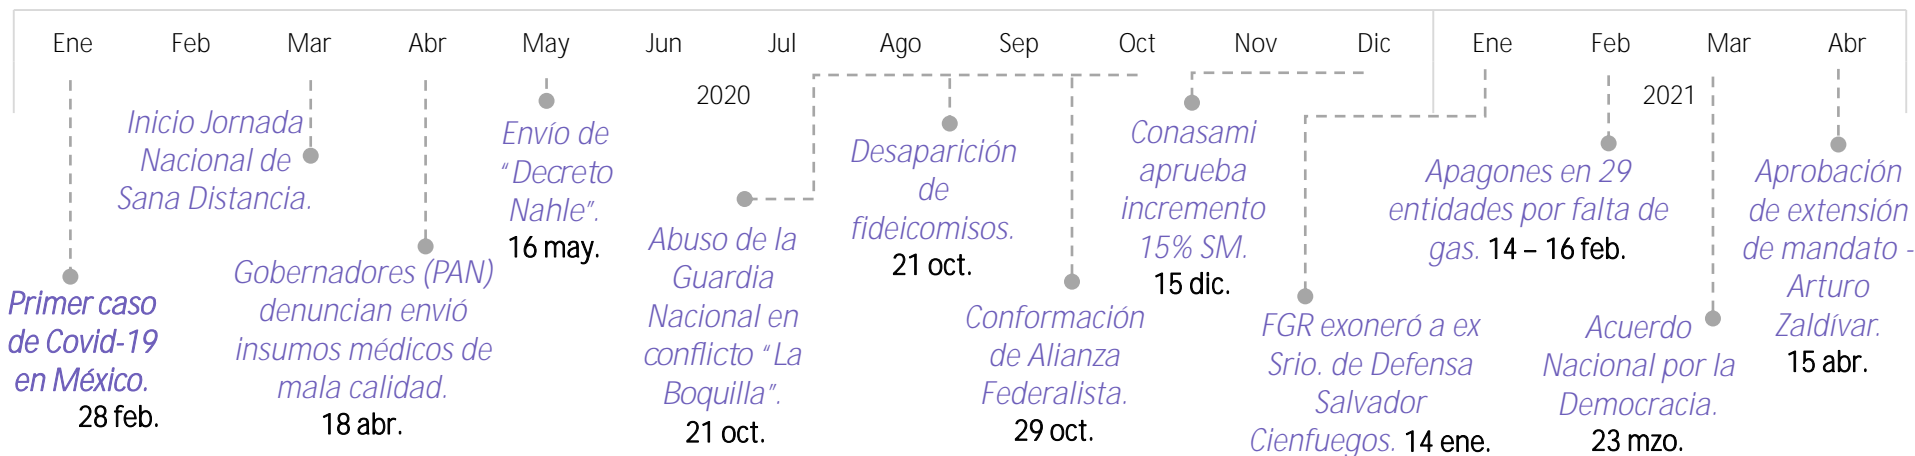 Ene Feb Mar Abr May Jun Jul Ago Sep Oct Nov Dic Ene Feb Mar Abr
2020
2021
Primer caso
de Covid-19
en México.
28 feb.
Inicio Jornada
Nacional de
Sana Distancia.
Gobernadores (PAN)
denuncian envió
insumos médicos de
mala calidad.
18 abr.
Envío de
“Decreto
Nahle”.
16 may.
Abuso de la
Guardia
Nacional en
conflicto “La
Boquilla”.
21 oct.
Desaparición
de
fideicomisos.
21 oct.
Conformación
de Alianza
Federalista.
29 oct.
Conasami
aprueba
incremento
15% SM.
15 dic.
FGR exoneró a ex
Srio. de Defensa
Salvador
Cienfuegos. 14 ene.
Apagones en 29
entidades por falta de
gas. 14 – 16 feb.
Acuerdo
Nacional por la
Democracia.
23 mzo.
Aprobación
de extensión
de mandato -
Arturo
Zaldívar.
15 abr.